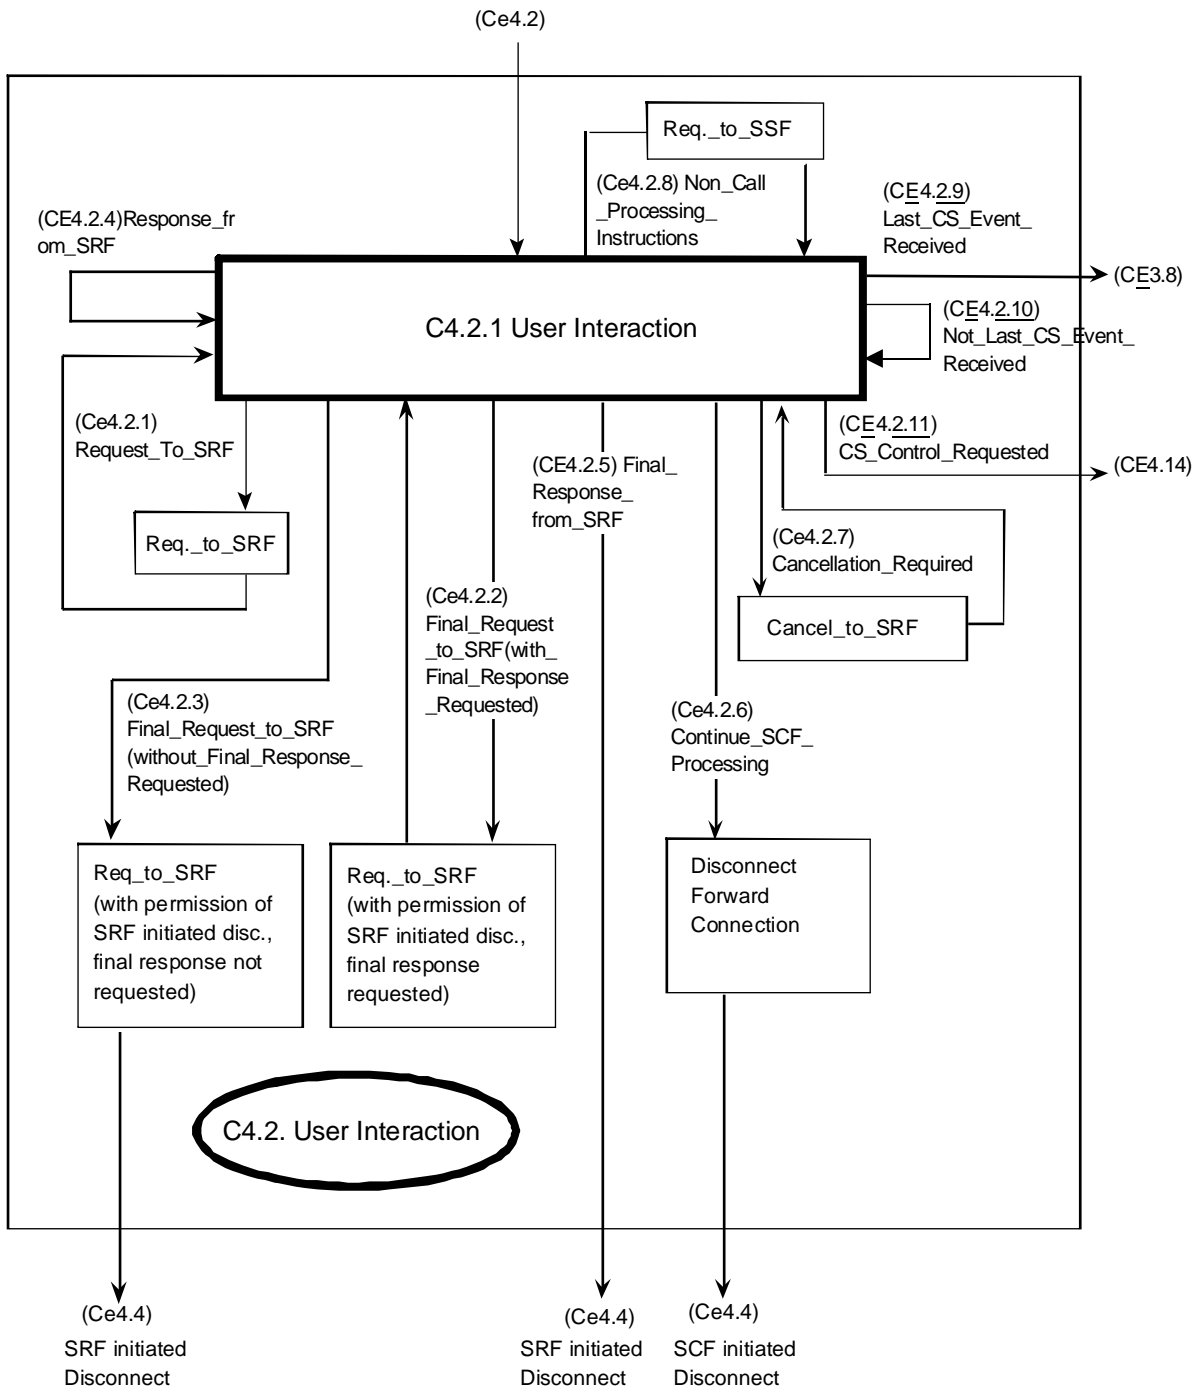 (Ce4.2)
Req._to_SSF
(Ce4.2.8) Non_Call
_Processing_
Instructions
(CE4.2.9)
Last_CS_Event_
Received
(CE4.2.4)Response_fr
om_SRF
(CE3.8)
C4.2.1 User Interaction
(CE4.2.10)
Not_Last_CS_Event_
Received
(Ce4.2.1)
Request_To_SRF
(CE4.2.11)
CS_Control_Requested
(CE4.14)
(CE4.2.5) Final_
Response_
from_SRF
Req._to_SRF
(Ce4.2.7)
Cancellation_Required
(Ce4.2.2)
Final_Request
_to_SRF(with_
Final_Response
_Requested)
Cancel_to_SRF
(Ce4.2.3)
Final_Request_to_SRF
(without_Final_Response_
Requested)
(Ce4.2.6)
Continue_SCF_
Processing
Req_to_SRF
(with permission of
SRF initiated disc.,
final response not
requested)
Req._to_SRF
(with permission of
SRF initiated disc.,
final response
requested)
Disconnect
Forward
Connection
C4.2. User Interaction
(Ce4.4)
SRF initiated
Disconnect
(Ce4.4)
SRF initiated
Disconnect
(Ce4.4)
SCF initiated
Disconnect